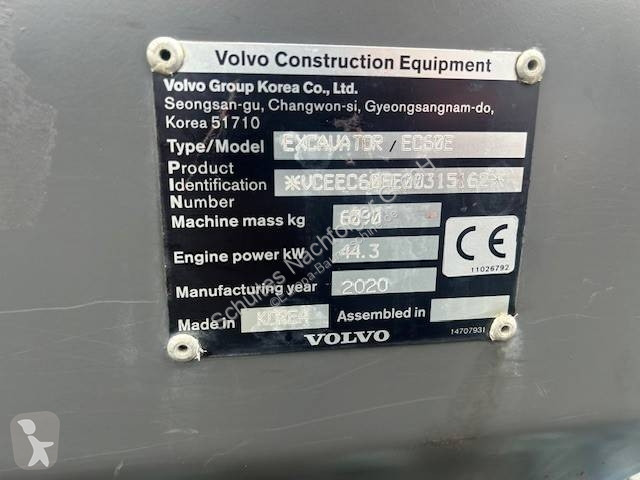 Volvo Construction Equipment
Volvo Group Korea Co., Ltd.
Seongsan-gu, Changwon-si, Gyeongsangnam-do,
Korea 51710
Type/Model EXCAVATOR / EC60E
Product
Identification
Number
Machine mass kg 6090
Engine power kW 44.3
Manufacturing year 2020
Made in KOREA Assembled in
VOLVO
CE
11026792
14707931